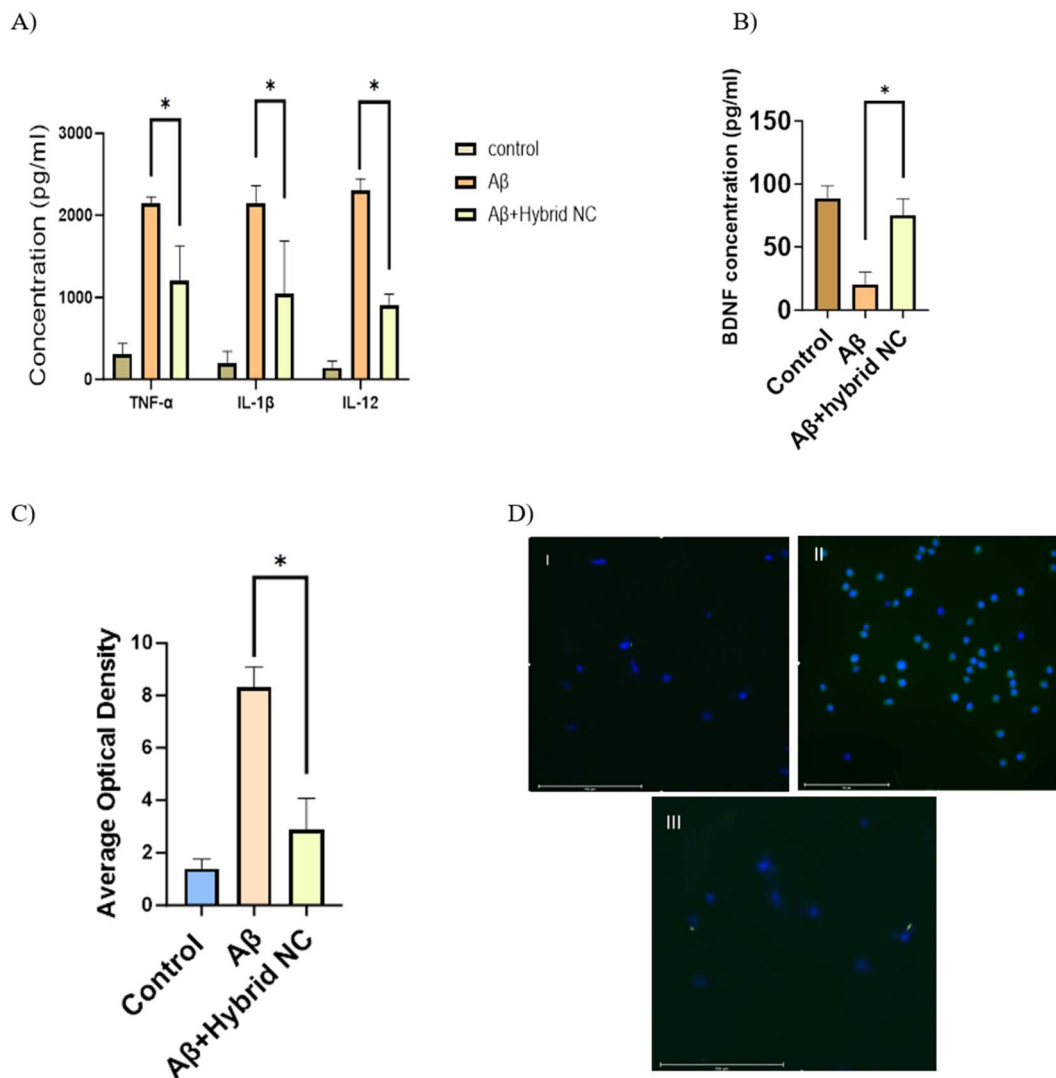 A)
B)
*
*
*
3000
2000
1000
0
Concentration (pg/ml)
TNF-α
IL-1β
IL-12
control
Aβ
Aβ+Hybrid NC
*
150
100
50
0
BDNF concentration (pg/ml)
Control
Aβ
Aβ+hybrid NC
C)
D)
*
10
8
6
4
2
0
Average Optical Density
Control
Aβ
Aβ+Hybrid NC
I
II
III